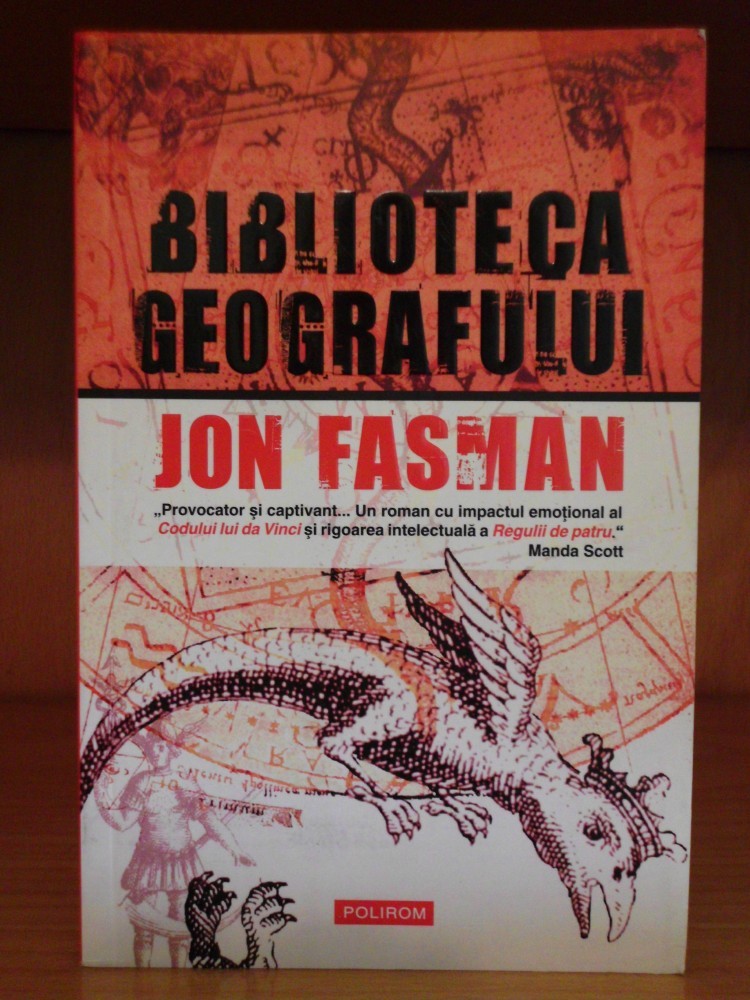 BIBLIOTECA
GEOGRAFULUI
JON FASMAN
„Provocator și captivant... Un roman cu impactul emoțional al
Codului lui da Vinci și rigoarea intelectuală a Regulii de patru.“
Manda Scott
POLIROM